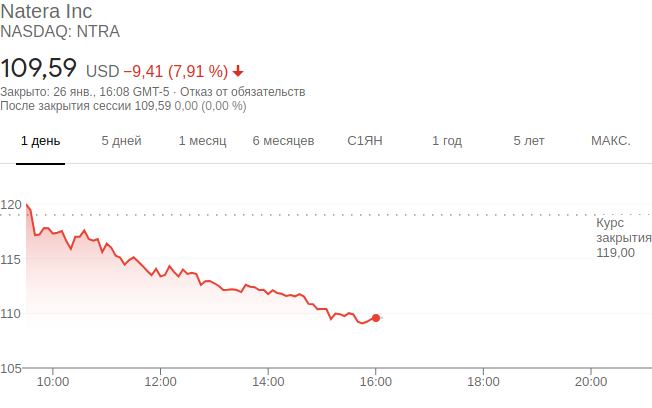 Natera Inc
NASDAQ: NTRA
109,59 USD −9,41 (7,91 %)
Закрыто: 26 янв., 16:08 GMT-5 · Отказ от обязательств
После закрытия сессии 109,59 0,00 (0,00 %)
1 день 5 дней 1 месяц 6 месяцев С1ЯН 1 год 5 лет МАКС.
120
Курс
закрытия
119,00
115
110
105
10:00 12:00 14:00 16:00 18:00 20:00